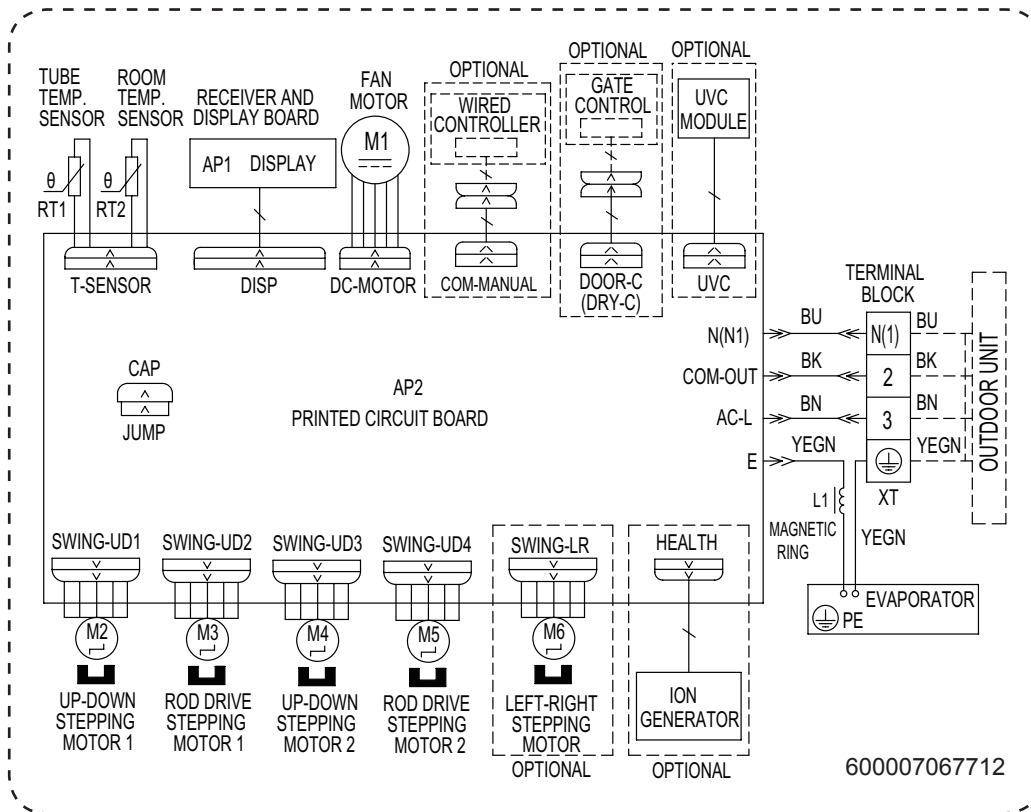 OPTIONAL
OPTIONAL
OPTIONAL
TUBE
TEMP.
SENSOR
ROOM
TEMP.
SENSOR
RECEIVER AND
DISPLAY BOARD
FAN
MOTOR
WIRED
CONTROLLER
GATE
CONTROL
UVC
MODULE
AP1 DISPLAY
M1
θ
RT1
θ
RT2
T-SENSOR
DISP
DC-MOTOR
COM-MANUAL
DOOR-C
(DRY-C)
UVC
TERMINAL
BLOCK
N(N1)
BU
N(1)
BU
COM-OUT
BK
2
BK
AC-L
BN
3
BN
E
YEGN
YEGN
XT
OUTDOOR UNIT
CAP
JUMP
AP2
PRINTED CIRCUIT BOARD
L1
MAGNETIC
RING
YEGN
EVAPORATOR
PE
SWING-UD1
SWING-UD2
SWING-UD3
SWING-UD4
SWING-LR
HEALTH
M2
M3
M4
M5
M6
UP-DOWN
STEPPING
MOTOR 1
ROD DRIVE
STEPPING
MOTOR 1
UP-DOWN
STEPPING
MOTOR 2
ROD DRIVE
STEPPING
MOTOR 2
LEFT-RIGHT
STEPPING
MOTOR
OPTIONAL
ION
GENERATOR
OPTIONAL
600007067712